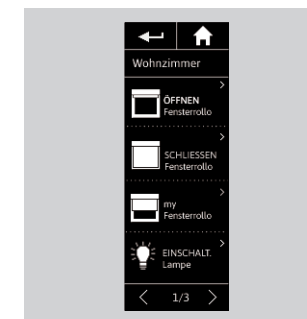 Wohnzimmer
ÖFFNEN
Fensterrollo
SCHLIESSEN
Fensterrollo
my
Fensterrollo
EINSCHALT.
Lampe
1/3